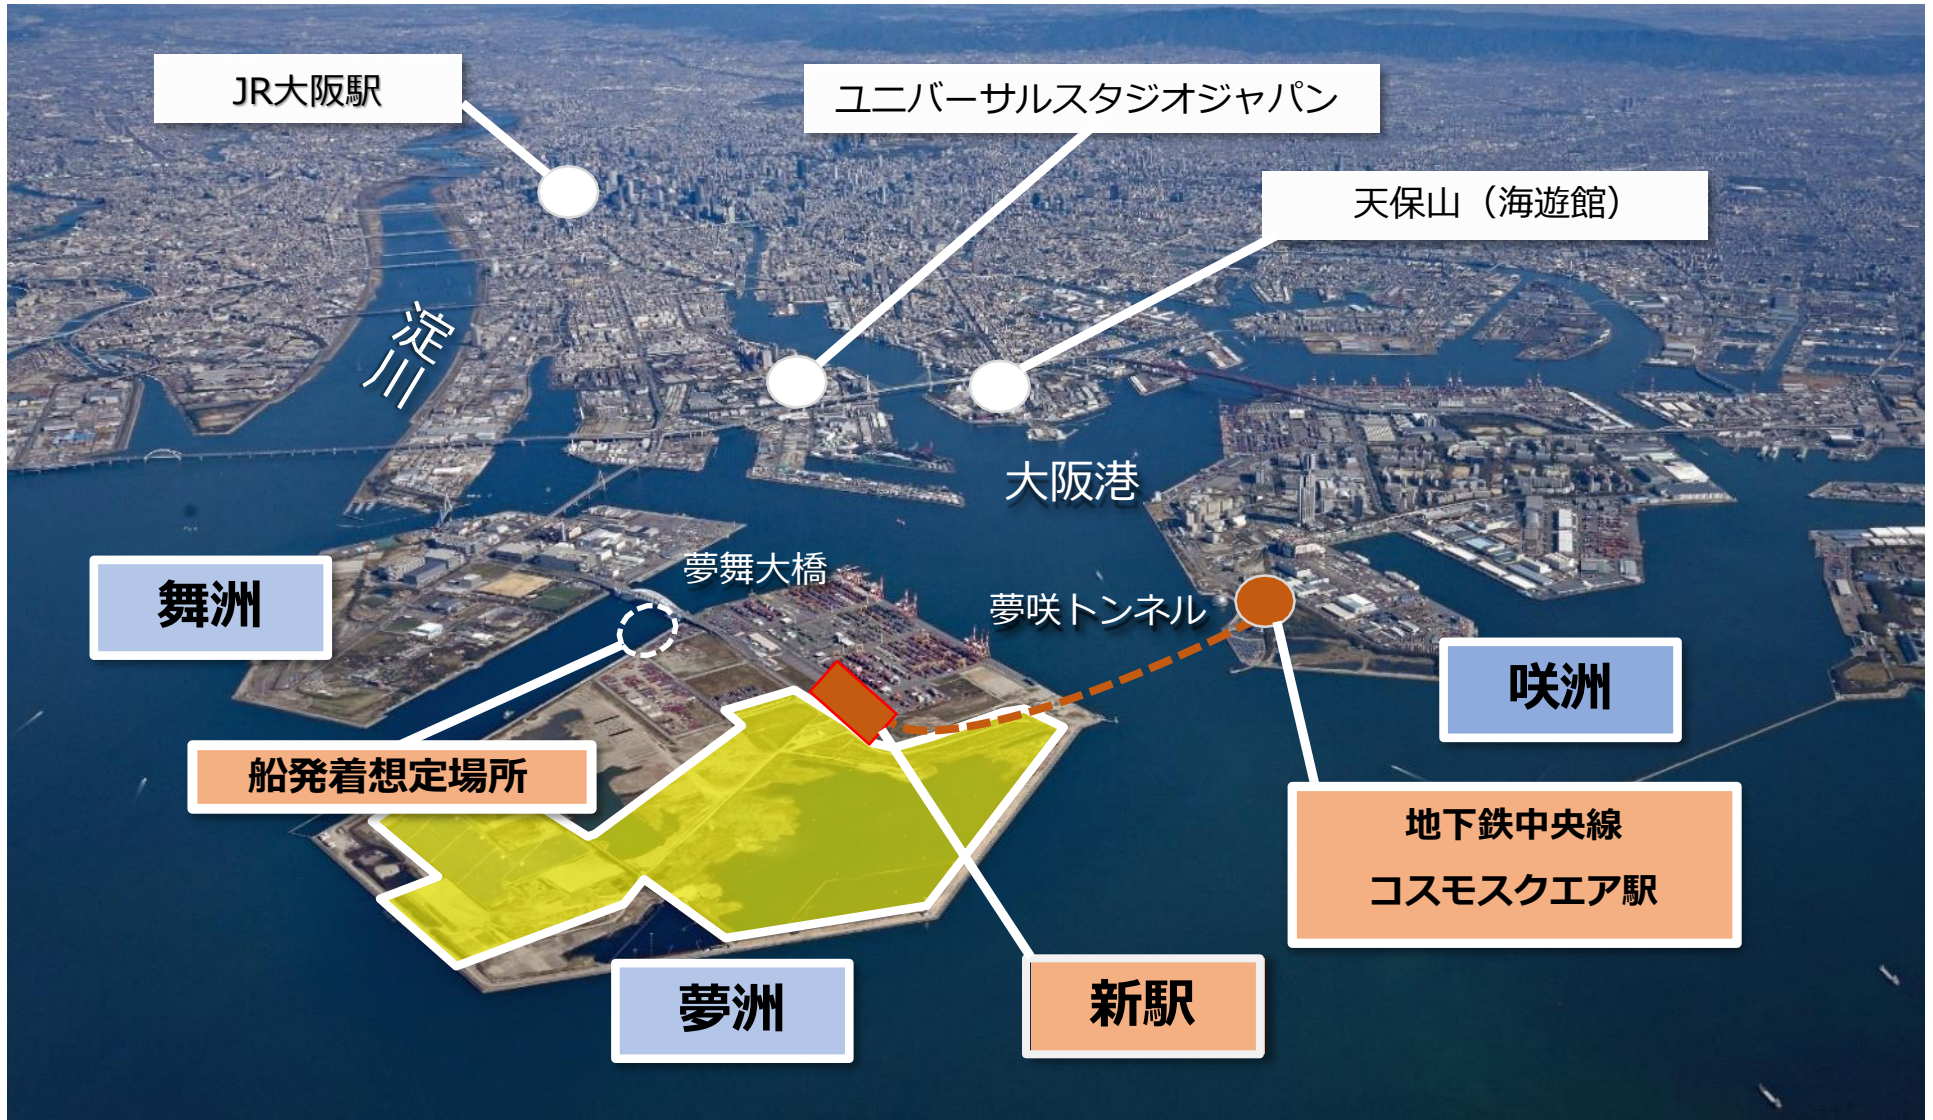 JR大阪駅
ユニバーサルスタジオジャパン
天保山（海遊館）
淀川
大阪港
夢舞大橋
舞洲
夢咲トンネル
咲洲
船発着想定場所
地下鉄中央線
コスモスクエア駅
夢洲
新駅